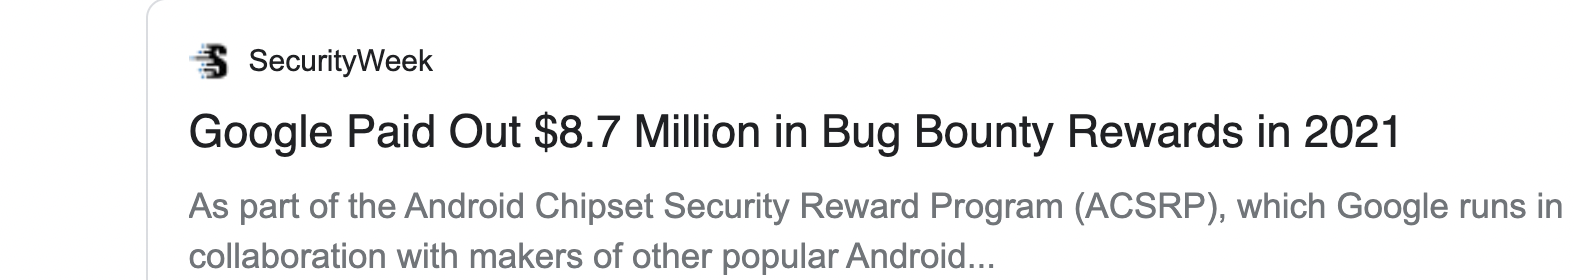 SecurityWeek
Google Paid Out $8.7 Million in Bug Bounty Rewards in 2021
As part of the Android Chipset Security Reward Program (ACSRP), which Google runs in
collaboration with makers of other popular Android...